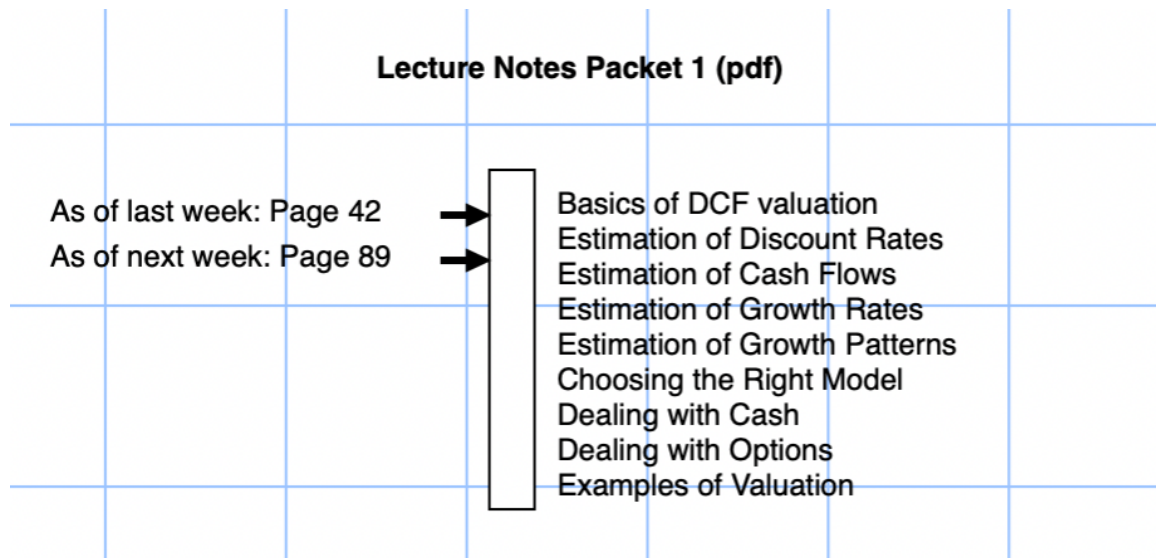 Lecture Notes Packet 1 (pdf)
As of last week: Page 42
As of next week: Page 89
Basics of DCF valuation
Estimation of Discount Rates
Estimation of Cash Flows
Estimation of Growth Rates
Estimation of Growth Patterns
Choosing the Right Model
Dealing with Cash
Dealing with Options
Examples of Valuation